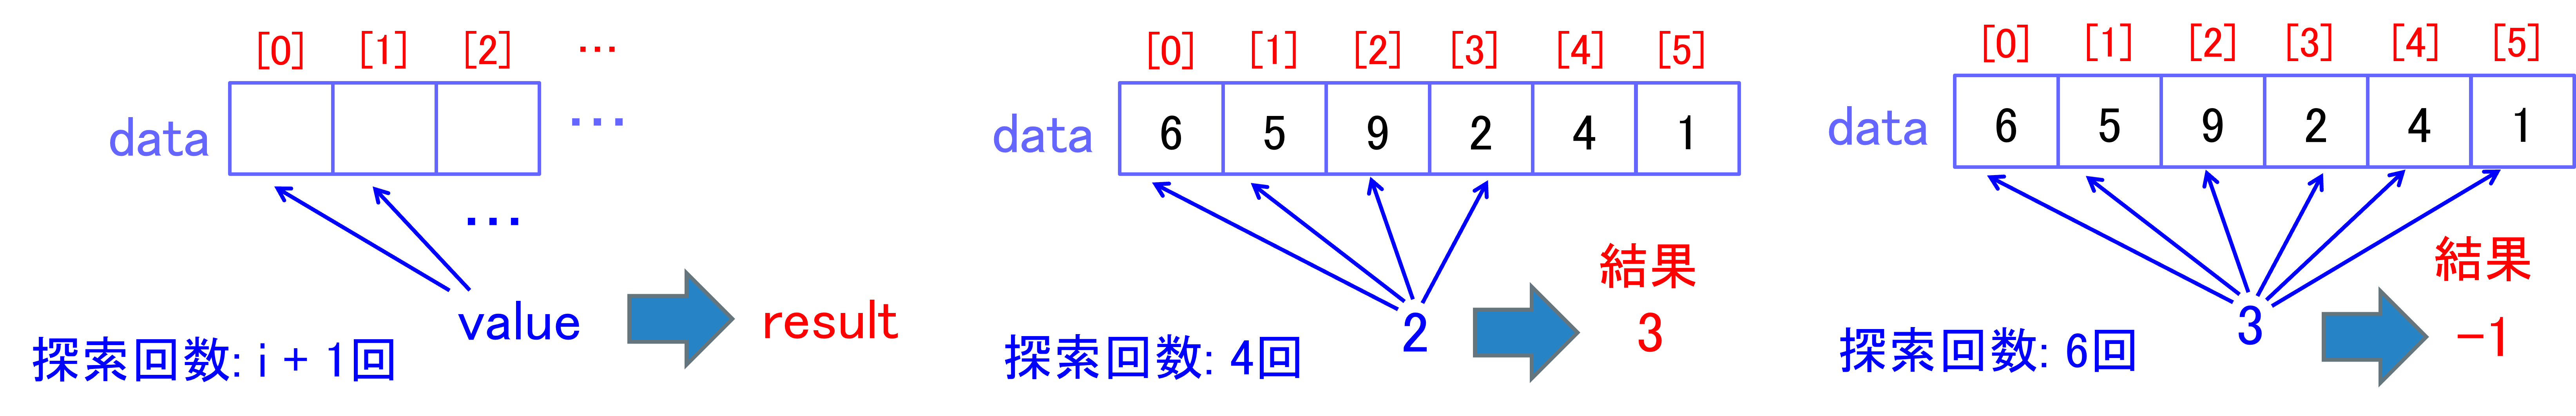 [0] [1] [2] …
data …
…
value result
探索回数: i + 1回
[0] [1] [2] [3] [4] [5]
data 6 5 9 2 4 1
結果
2 3
探索回数: 4回
[0] [1] [2] [3] [4] [5]
data 6 5 9 2 4 1
結果
3 -1
探索回数: 6回